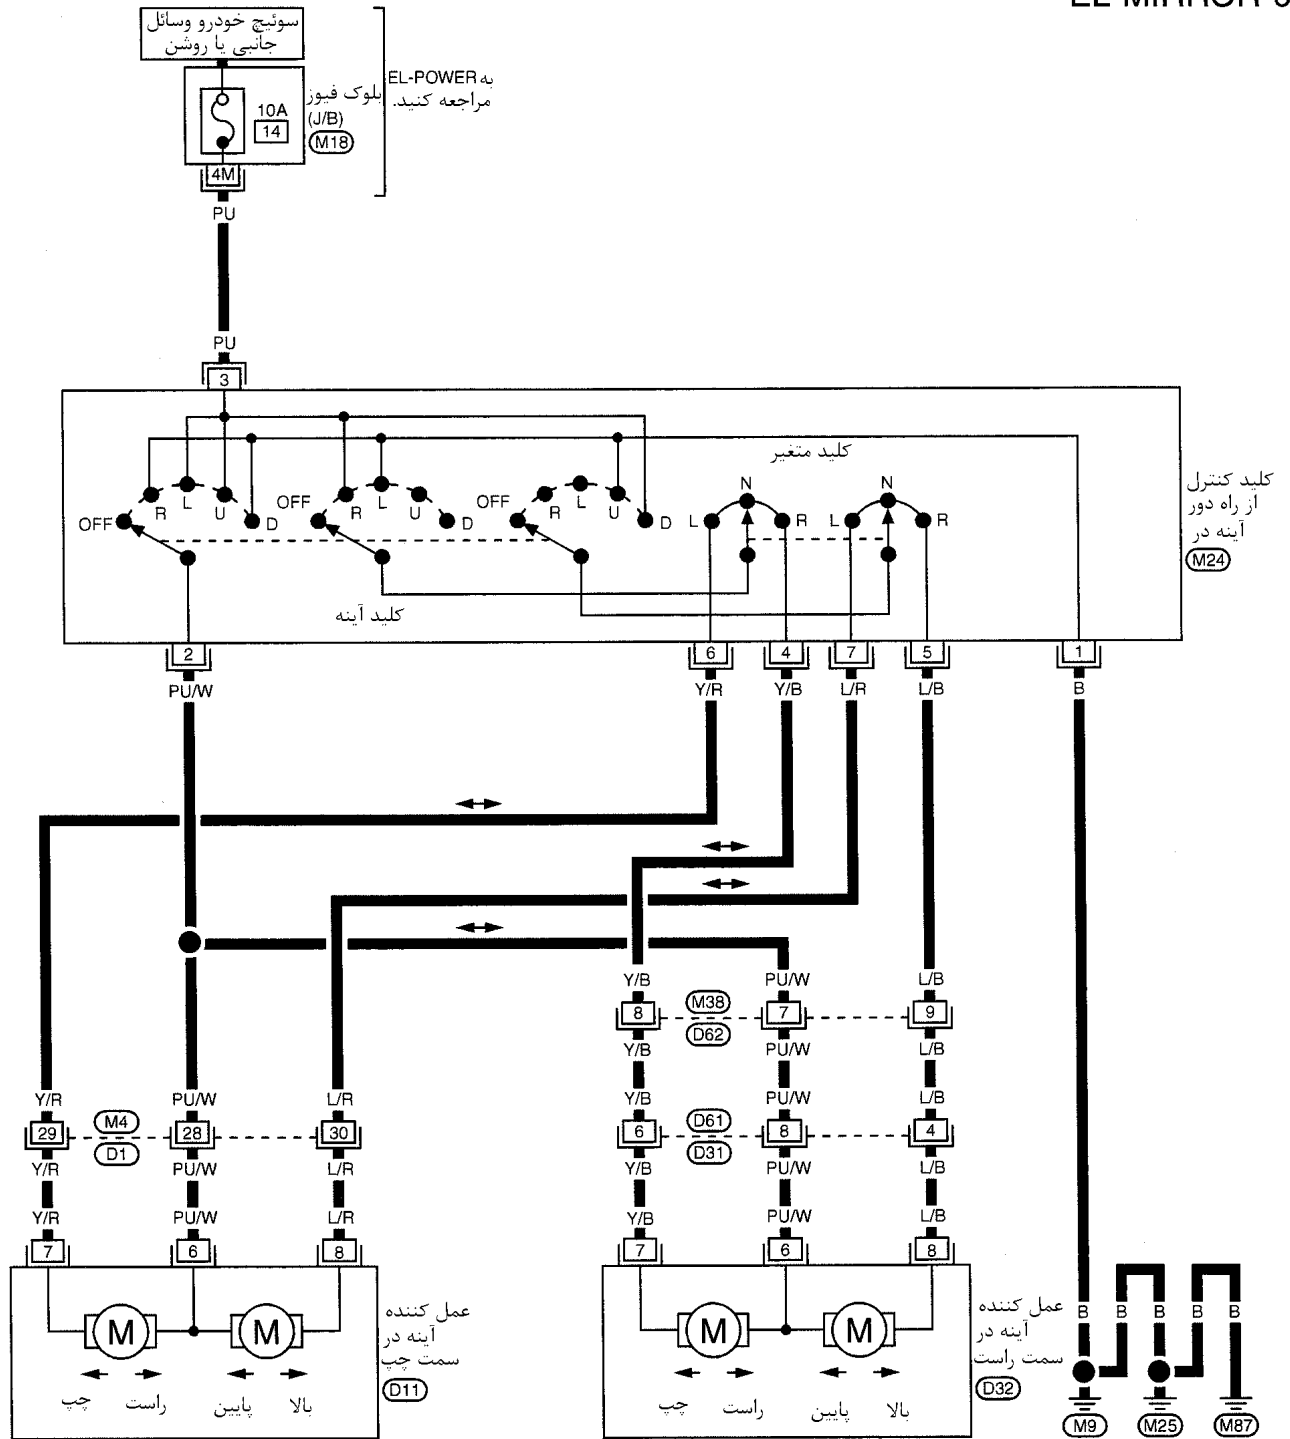 سوئیچ خودرو وسائل
جانبی یا روشن
10A
14
بلوک فیوز
(J/B)
M18
به EL-POWER
مراجعه کنید.
4M
PU
PU
3
کلید متغیر
OFF R L U D
OFF R L U D
OFF R L U D
L N R
L N R
کلید آینه
کلید کنترل
از راه دور
آینه در
M24
2 6 4 7 5 1
PU/W Y/R Y/B L/R L/B B
Y/B PU/W L/B
8 M38 7 9
D62
Y/B PU/W L/B
Y/R PU/W L/R Y/B PU/W L/B
29 M4 28 30 6 D61 8 4
D1 D31
Y/R PU/W L/R Y/B PU/W L/B
Y/R PU/W L/R Y/B PU/W L/B
7 6 8 7 6 8
M M
چپ راست پایین بالا
عمل کننده
آینه در
سمت چپ
D11
M M
چپ راست پایین بالا
عمل کننده
آینه در
سمت راست
D32
B B B B B
M9 M25 M87